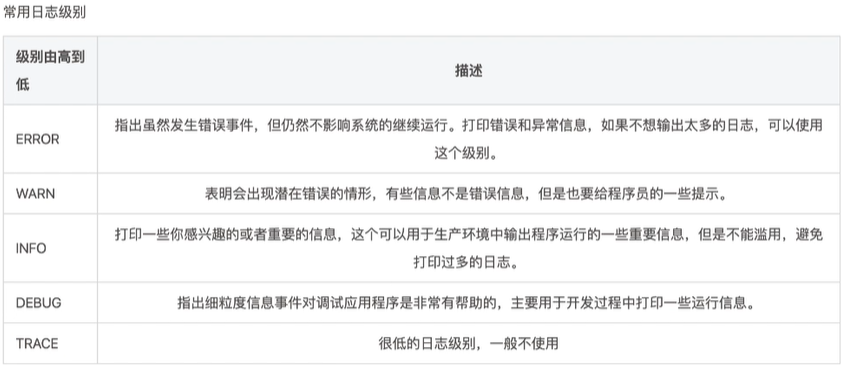 常用日志级别
级别由高到
低
描述
ERROR
指出虽然发生错误事件，但仍然不影响系统的继续运行。打印错误和异常信息，如果不想输出太多的日志，可以使用
这个级别。
WARN
表明会出现潜在错误的情形，有些信息不是错误信息，但是也要给程序员的一些提示。
INFO
打印一些你感兴趣的或者重要的信息，这个可以用于生产环境中输出程序运行的一些重要信息，但是不能滥用，避免
打印过多的日志。
DEBUG
指出细粒度信息事件对调试应用程序是非常有帮助的，主要用于开发过程中打印一些运行信息。
TRACE
很低的日志级别，一般不使用